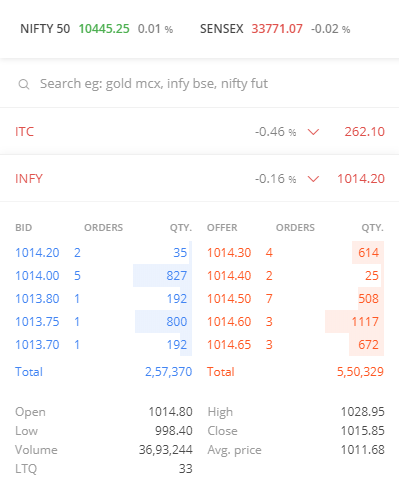 NIFTY 50 10445.25 0.01 % SENSEX 33771.07 -0.02 %
Search eg: gold mcx, infy bse, nifty fut
ITC -0.46 % 262.10
INFY -0.16 % 1014.20
BID ORDERS QTY. OFFER ORDERS QTY.
1014.20 2 35 1014.30 4 614
1014.00 5 827 1014.40 2 25
1013.80 1 192 1014.50 7 508
1013.75 1 800 1014.60 3 1117
1013.70 1 192 1014.65 3 672
Total 2,57,370 Total 5,50,329
Open 1014.80 High 1028.95
Low 998.40 Close 1015.85
Volume 36,93,244 Avg. price 1011.68
LTQ 33